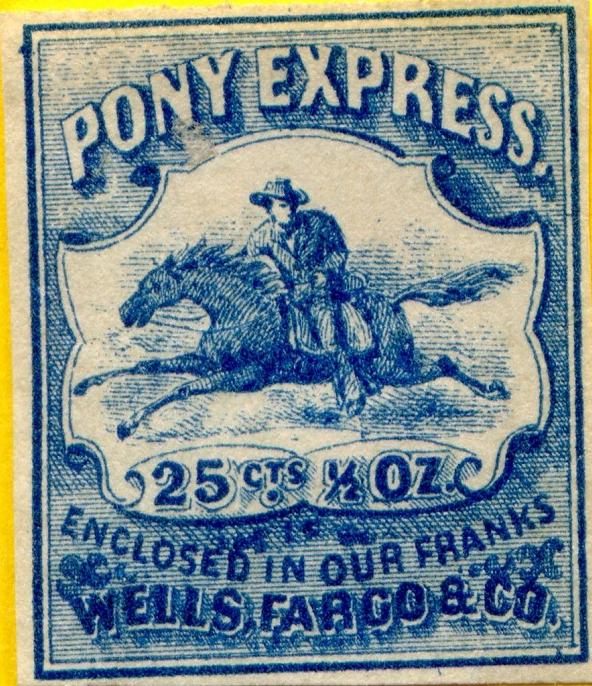 PONY EXPRESS.
25 CTS ½ OZ.
ENCLOSED IN OUR FRANKS
WELLS, FARGO & CO.